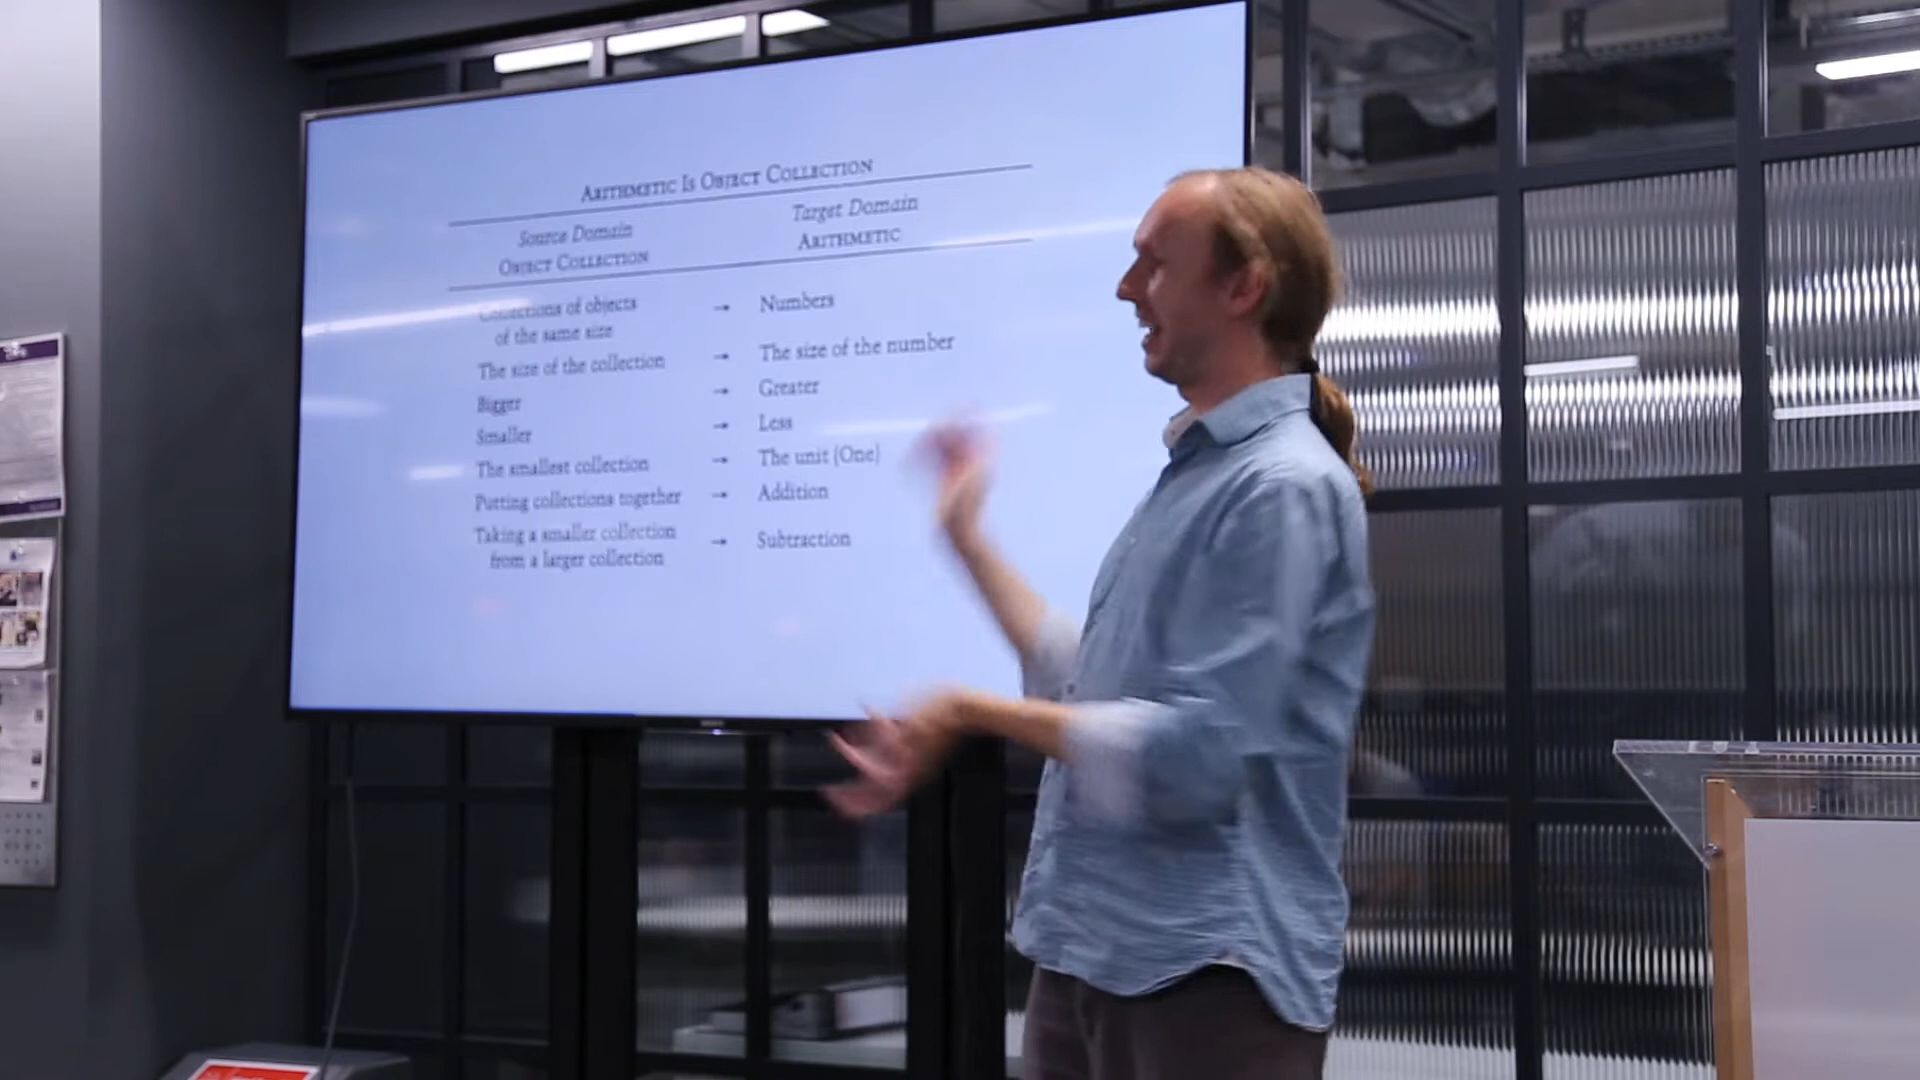 ARITHMETIC IS OBJECT COLLECTION
Source Domain
OBJECT COLLECTION
Target Domain
ARITHMETIC
Collections of objects
of the same size
→ Numbers
The size of the collection → The size of the number
Bigger → Greater
Smaller → Less
The smallest collection → The unit (One)
Putting collections together → Addition
Taking a smaller collection
from a larger collection
→ Subtraction